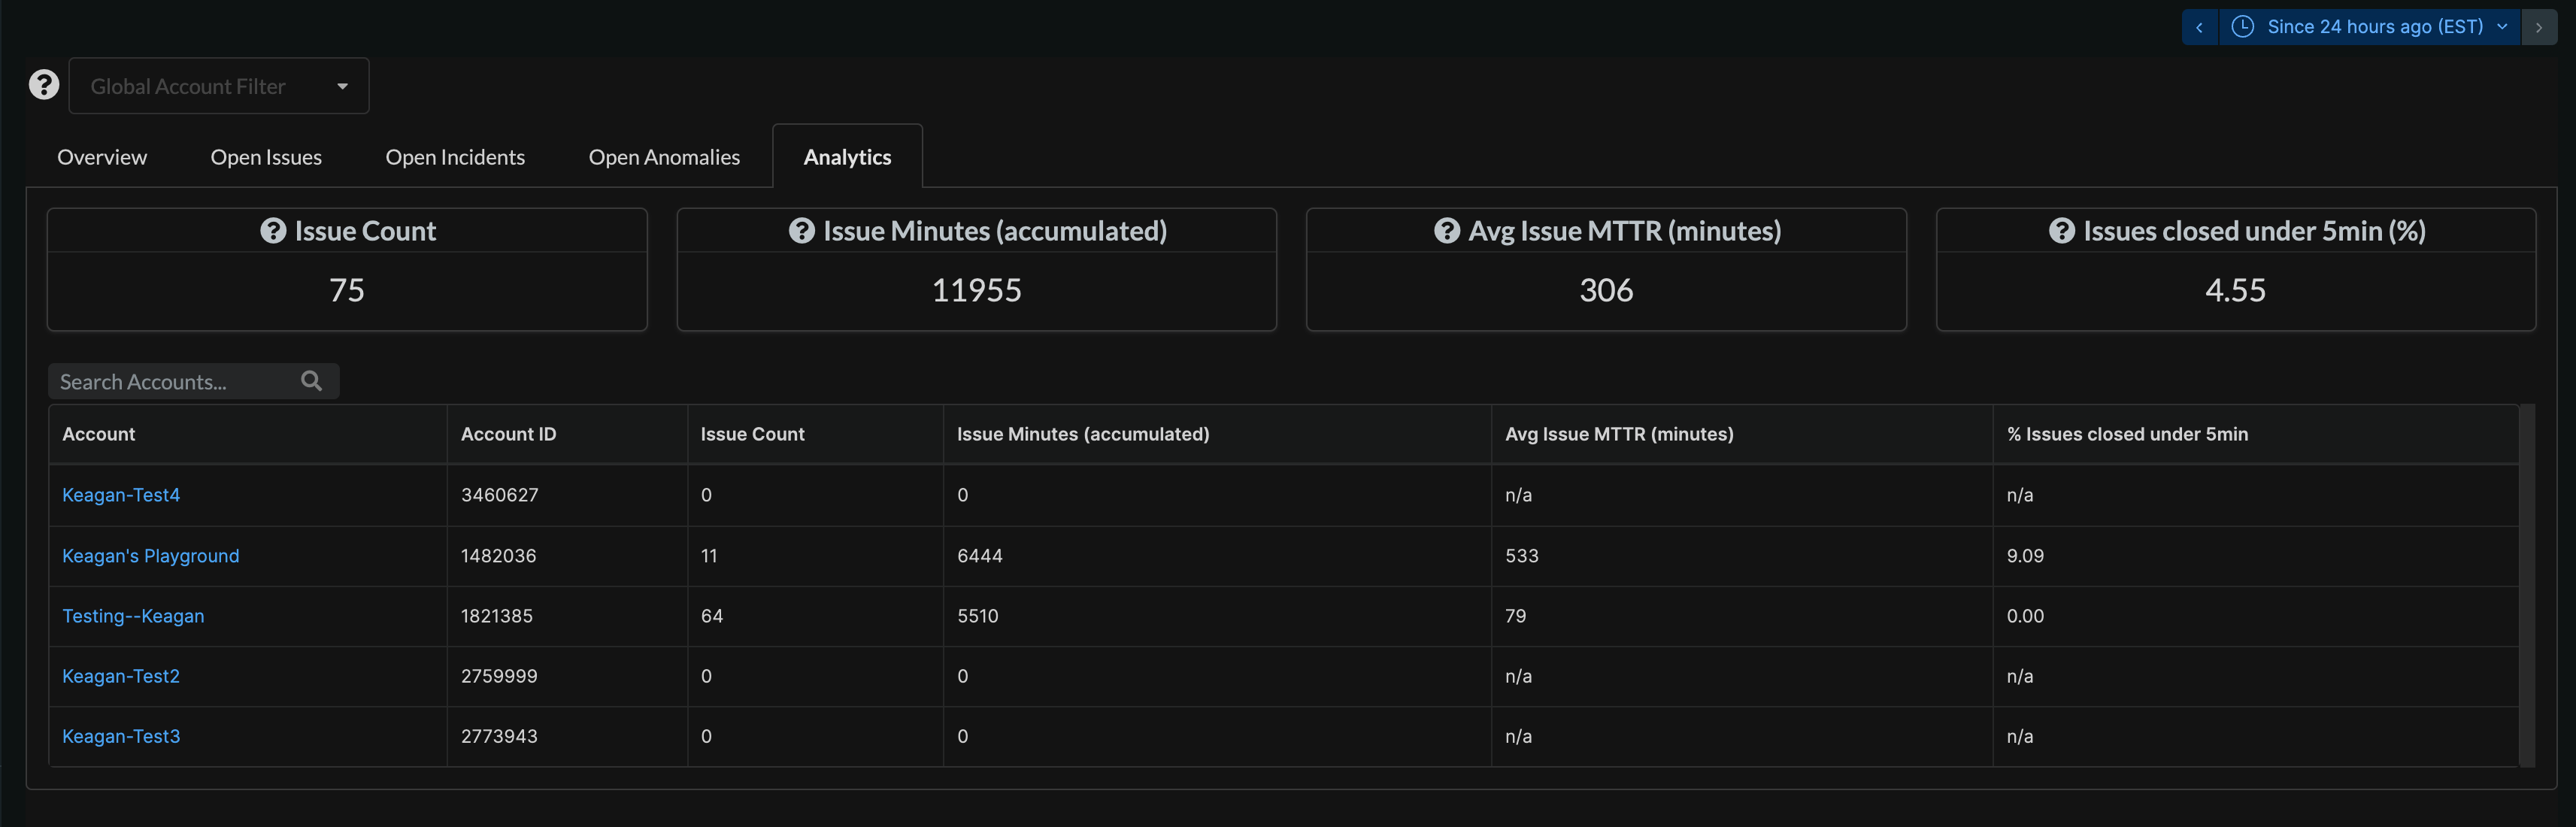 Since 24 hours ago (EST)
Global Account Filter
Overview Open Issues Open Incidents Open Anomalies Analytics
Issue Count Issue Minutes (accumulated) Avg Issue MTTR (minutes) Issues closed under 5min (%)
75 11955 306 4.55
Search Accounts...
Account Account ID Issue Count Issue Minutes (accumulated) Avg Issue MTTR (minutes) % Issues closed under 5min
Keagan-Test4 3460627 0 0 n/a n/a
Keagan's Playground 1482036 11 6444 533 9.09
Testing--Keagan 1821385 64 5510 79 0.00
Keagan-Test2 2759999 0 0 n/a n/a
Keagan-Test3 2773943 0 0 n/a n/a